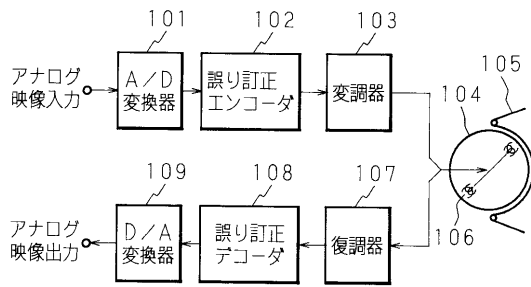 101
102
103
アナログ
映像入力
A/D
変換器
誤り訂正
エンコーダ
変調器
104
105
109
108
107
106
アナログ
映像出力
D/A
変換器
誤り訂正
デコーダ
復調器